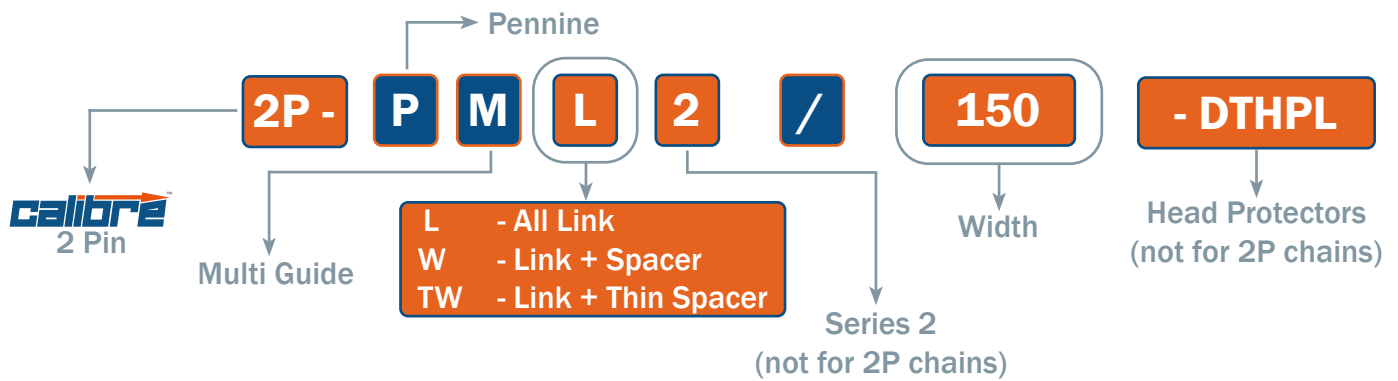 Pennine
2P - P M L 2 / 150 - DTHPL
calibre™
2 Pin
Multi Guide
L - All Link
W - Link + Spacer
TW - Link + Thin Spacer
Series 2
(not for 2P chains)
Width
Head Protectors
(not for 2P chains)